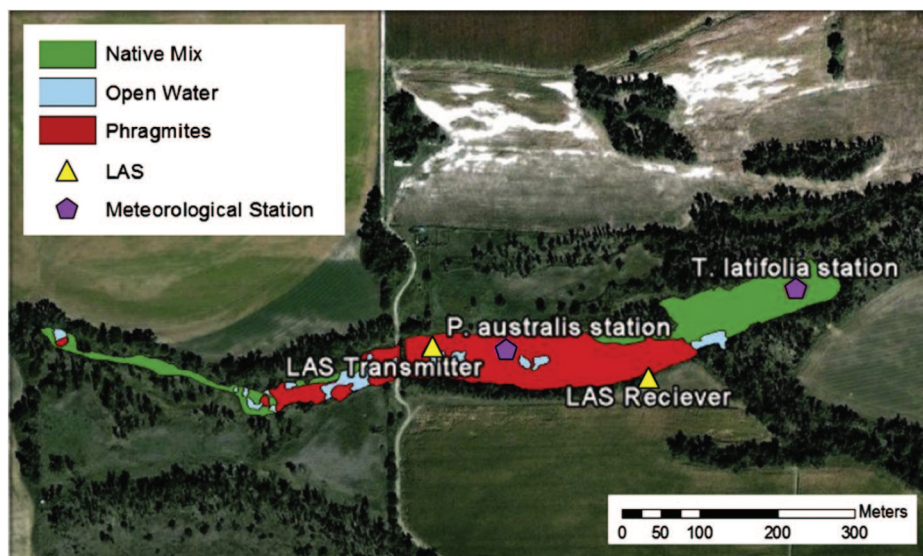 Native Mix
Open Water
Phragmites
LAS
Meteorological Station
T. latifolia station
P. australis station
LAS Transmitter
LAS Reciever
Meters
0 50 100 200 300